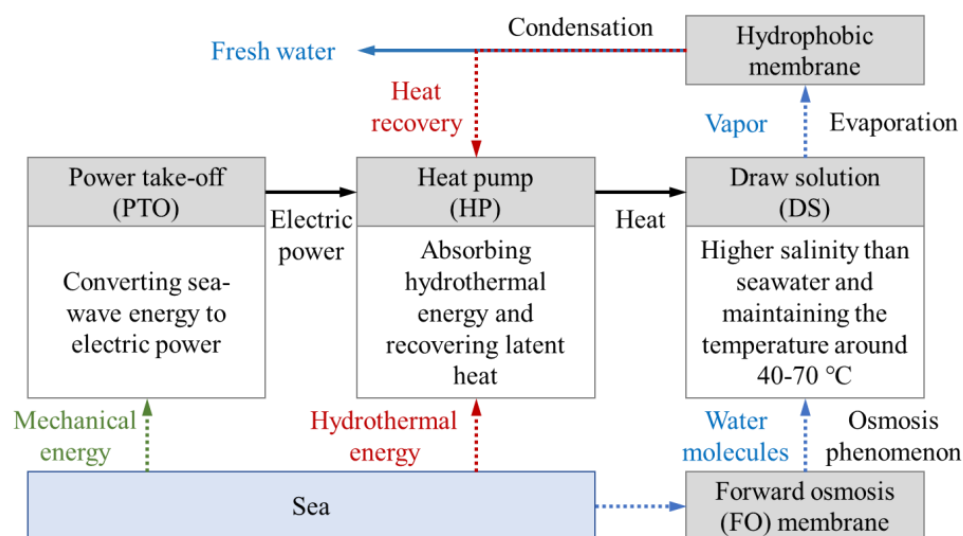 Condensation
Fresh water
Hydrophobic
membrane
Heat
recovery
Vapor
Evaporation
Power take-off
(PTO)
Electric
power
Heat pump
(HP)
Heat
Draw solution
(DS)
Converting sea-
wave energy to
electric power
Absorbing
hydrothermal
energy and
recovering latent
heat
Higher salinity than
seawater and
maintaining the
temperature around
40-70 ℃
Mechanical
energy
Hydrothermal
energy
Water
molecules
Osmosis
phenomenon
Sea
Forward osmosis
(FO) membrane